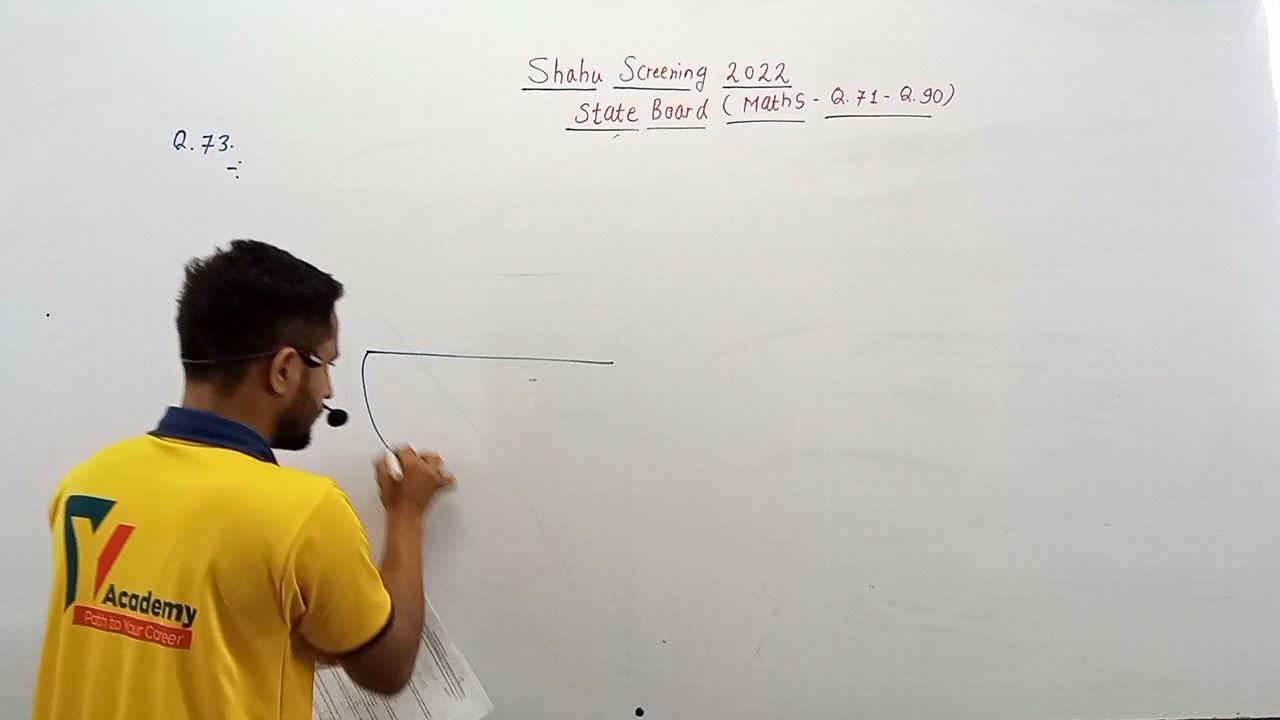 Shahu Screening 2022
State Board (Maths - Q.71 - Q.90)
Q.73.
Academy
Path to Your Career